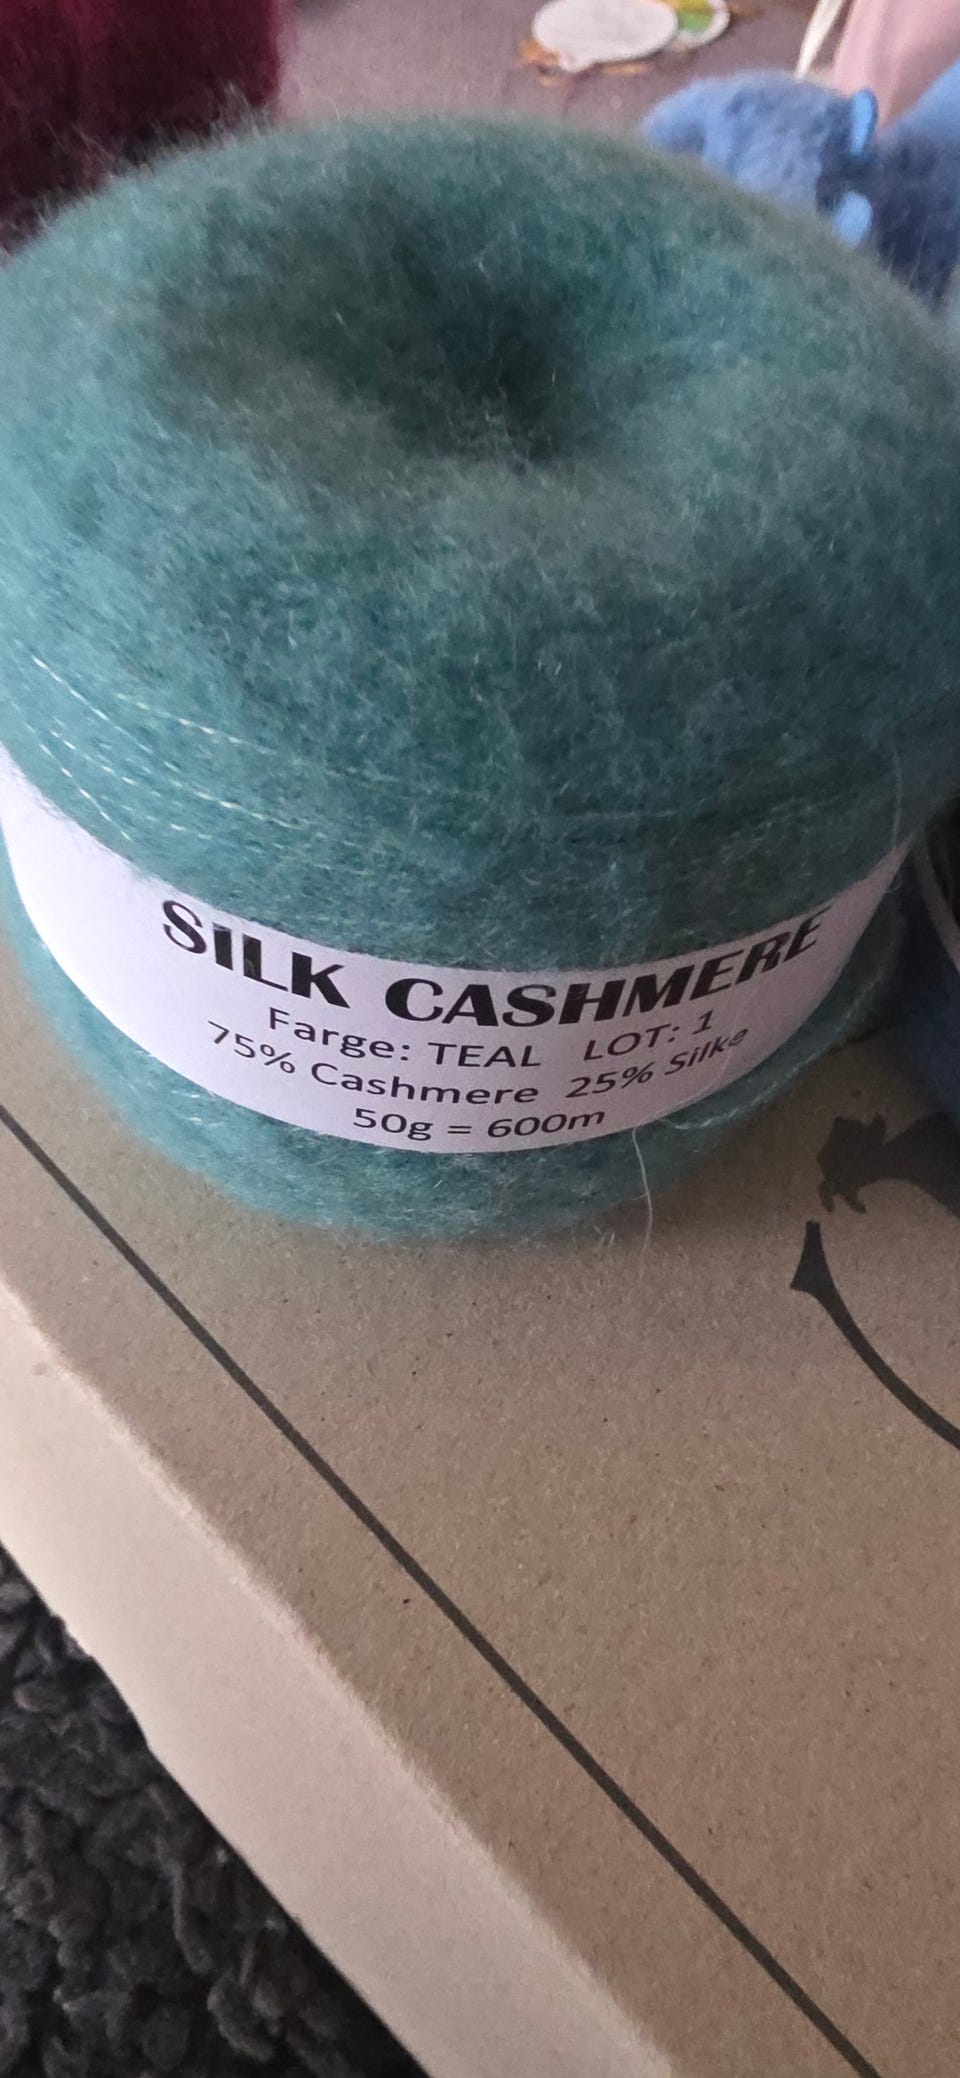 SILK CASHMERE
Farge: TEAL LOT: 1
75% Cashmere 25% Silke
50g = 600m